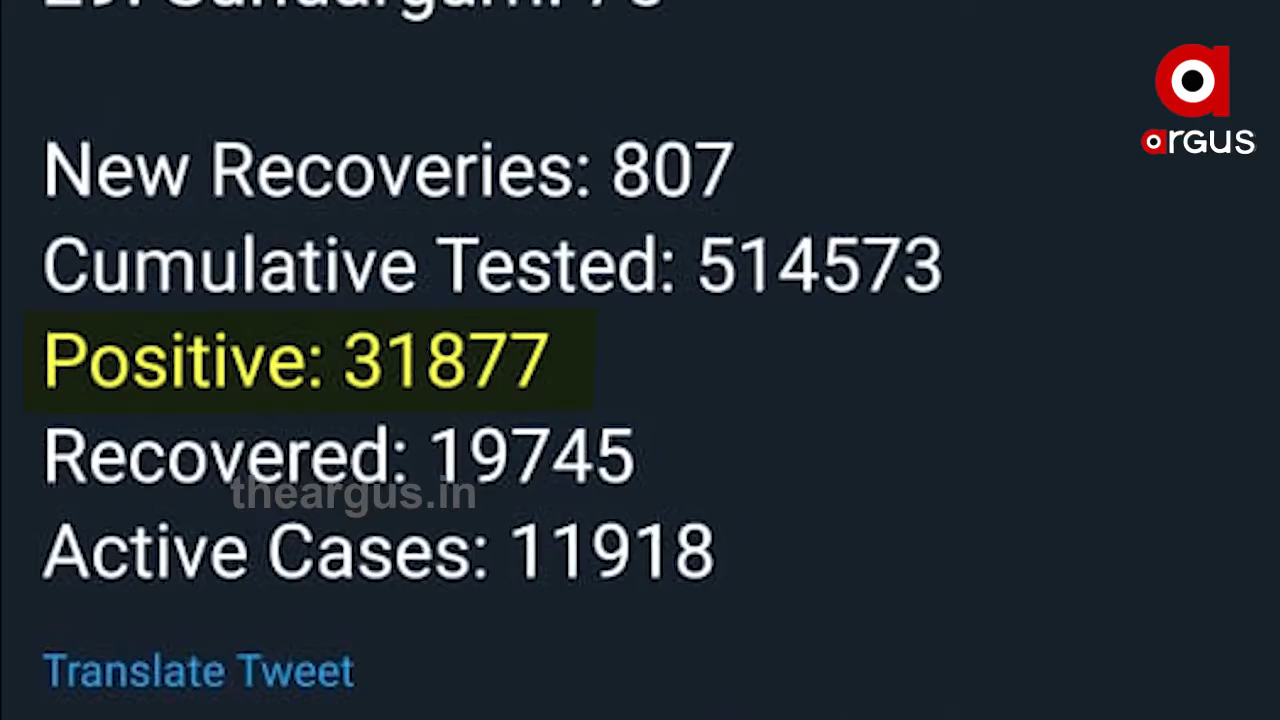 argus
New Recoveries: 807
Cumulative Tested: 514573
Positive: 31877
Recovered: 19745
theargus.in
Active Cases: 11918
Translate Tweet